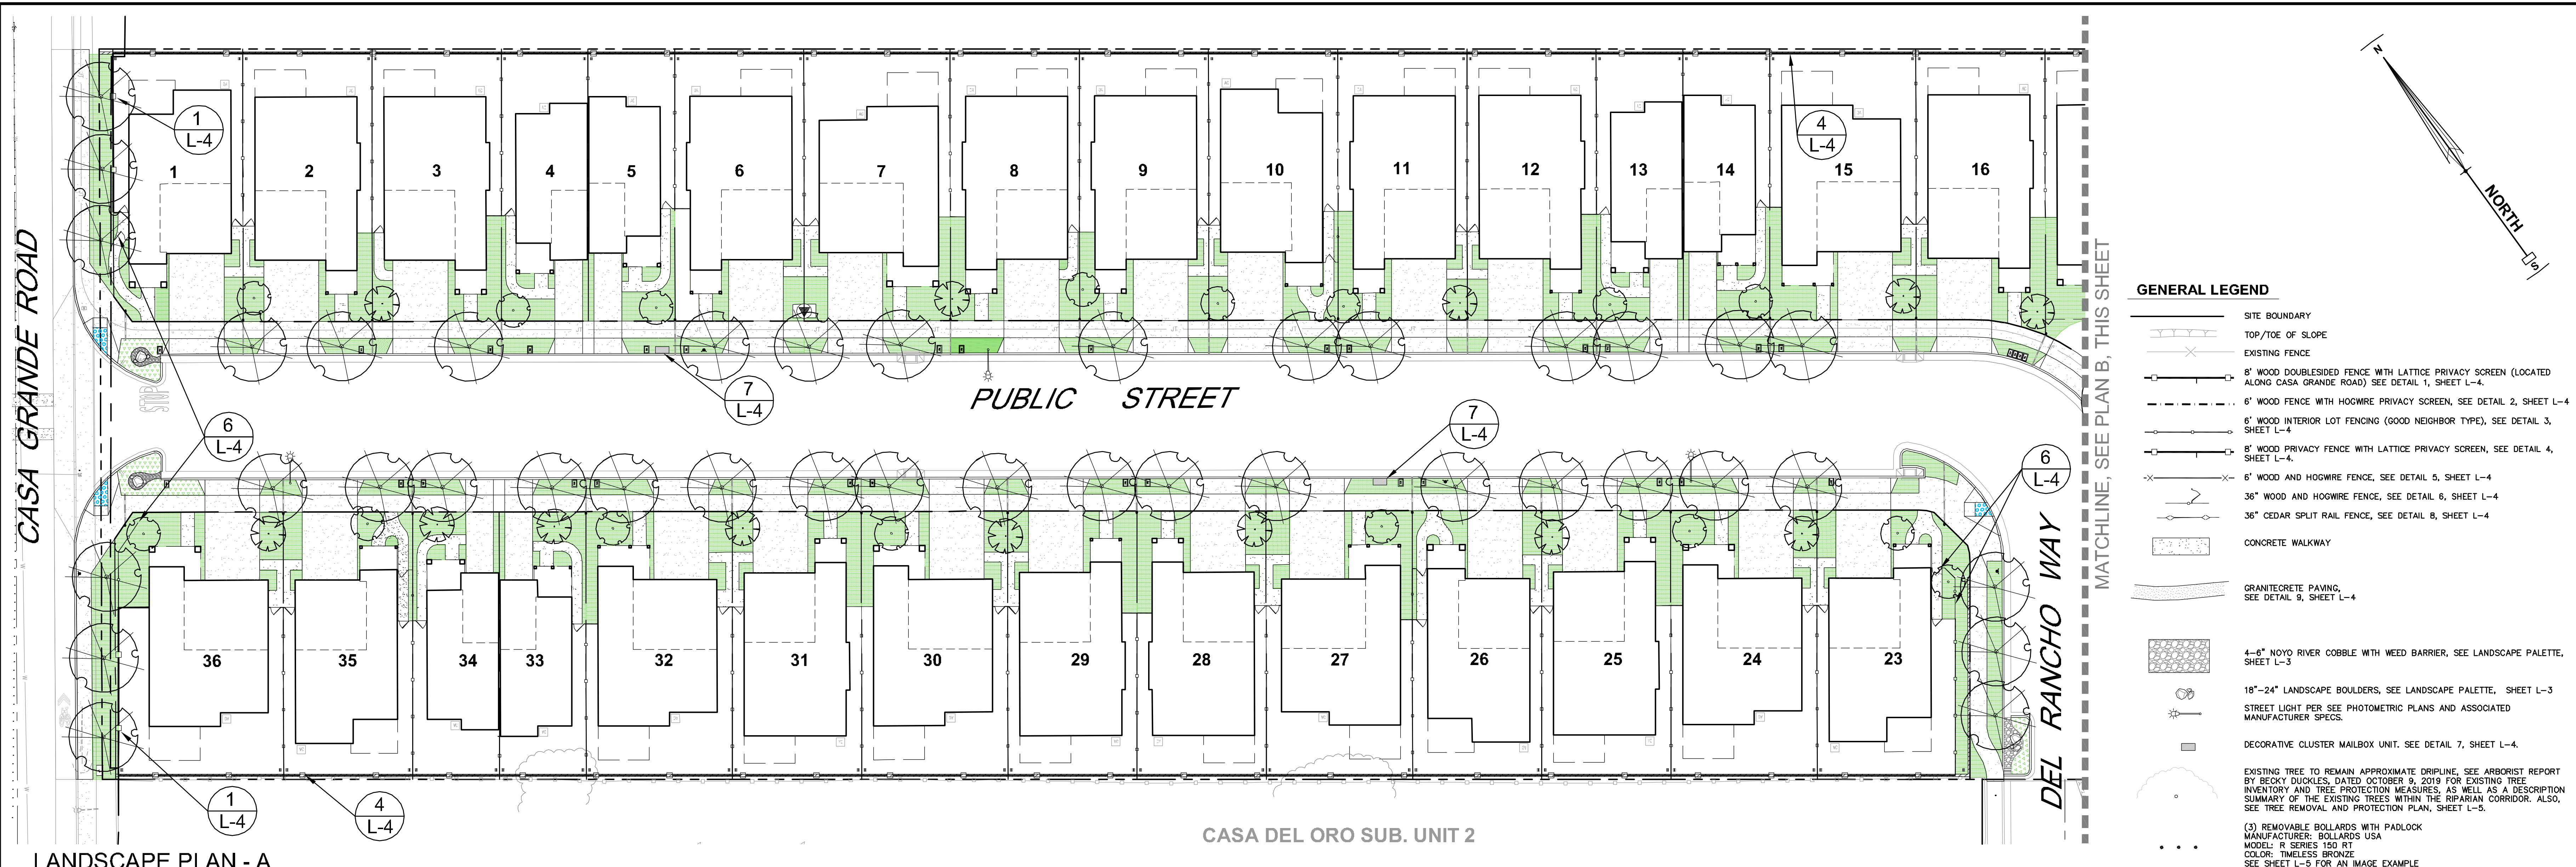 CASA GRANDE ROAD
1
L-4
1
2
3
4
5
6
7
8
9
10
11
12
13
14
15
16
4
L-4
STOP
7
L-4
PUBLIC STREET
7
L-4
6
L-4
6
L-4
36
35
34
33
32
31
30
29
28
27
26
25
24
23
DEL RANCHO WAY
1
L-4
4
L-4
CASA DEL ORO SUB. UNIT 2
LANDSCAPE PLAN - A
MATCHLINE, SEE PLAN B, THIS SHEET
N
NORTH
S
GENERAL LEGEND
SITE BOUNDARY
TOP/TOE OF SLOPE
EXISTING FENCE
8' WOOD DOUBLESIDED FENCE WITH LATTICE PRIVACY SCREEN (LOCATED
ALONG CASA GRANDE ROAD) SEE DETAIL 1, SHEET L-4.
6' WOOD FENCE WITH HOGWIRE PRIVACY SCREEN, SEE DETAIL 2, SHEET L-4
6' WOOD INTERIOR LOT FENCING (GOOD NEIGHBOR TYPE), SEE DETAIL 3,
SHEET L-4
8' WOOD PRIVACY FENCE WITH LATTICE PRIVACY SCREEN, SEE DETAIL 4,
SHEET L-4.
6' WOOD AND HOGWIRE FENCE, SEE DETAIL 5, SHEET L-4
36" WOOD AND HOGWIRE FENCE, SEE DETAIL 6, SHEET L-4
36" CEDAR SPLIT RAIL FENCE, SEE DETAIL 8, SHEET L-4
CONCRETE WALKWAY
GRANITECRETE PAVING,
SEE DETAIL 9, SHEET L-4
4-6" NOYO RIVER COBBLE WITH WEED BARRIER, SEE LANDSCAPE PALETTE,
SHEET L-3
18"-24" LANDSCAPE BOULDERS, SEE LANDSCAPE PALETTE, SHEET L-3
STREET LIGHT PER SEE PHOTOMETRIC PLANS AND ASSOCIATED
MANUFACTURER SPECS.
DECORATIVE CLUSTER MAILBOX UNIT. SEE DETAIL 7, SHEET L-4.
EXISTING TREE TO REMAIN APPROXIMATE DRIPLINE, SEE ARBORIST REPORT
BY BECKY DUCKLES, DATED OCTOBER 9, 2019 FOR EXISTING TREE
INVENTORY AND TREE PROTECTION MEASURES, AS WELL AS A DESCRIPTION
SUMMARY OF THE EXISTING TREES WITHIN THE RIPARIAN CORRIDOR. ALSO,
SEE TREE REMOVAL AND PROTECTION PLAN, SHEET L-5.
(3) REMOVABLE BOLLARDS WITH PADLOCK
MANUFACTURER: BOLLARDS USA
MODEL: R SERIES 150 RT
COLOR: TIMELESS BRONZE
SEE SHEET L-5 FOR AN IMAGE EXAMPLE